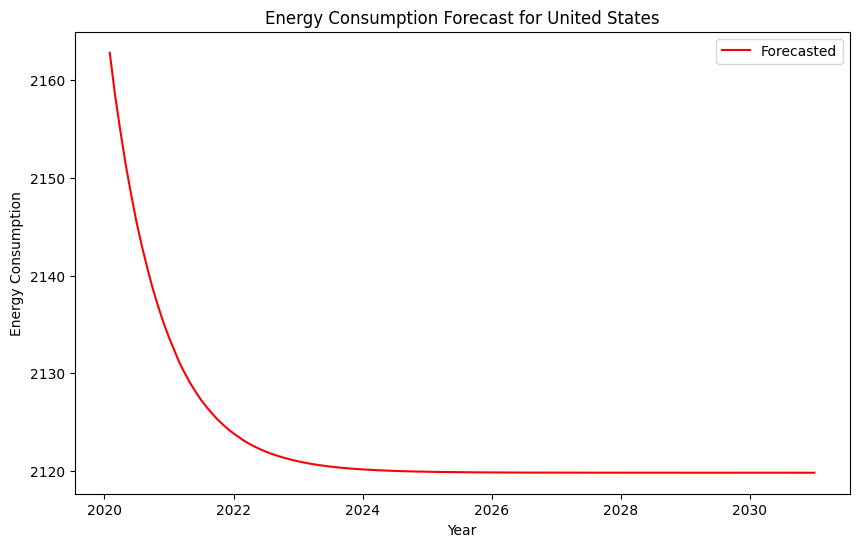 Energy Consumption Forecast for United States
Forecasted
2160
2150
2140
2130
2120
Energy Consumption
2020 2022 2024 2026 2028 2030
Year